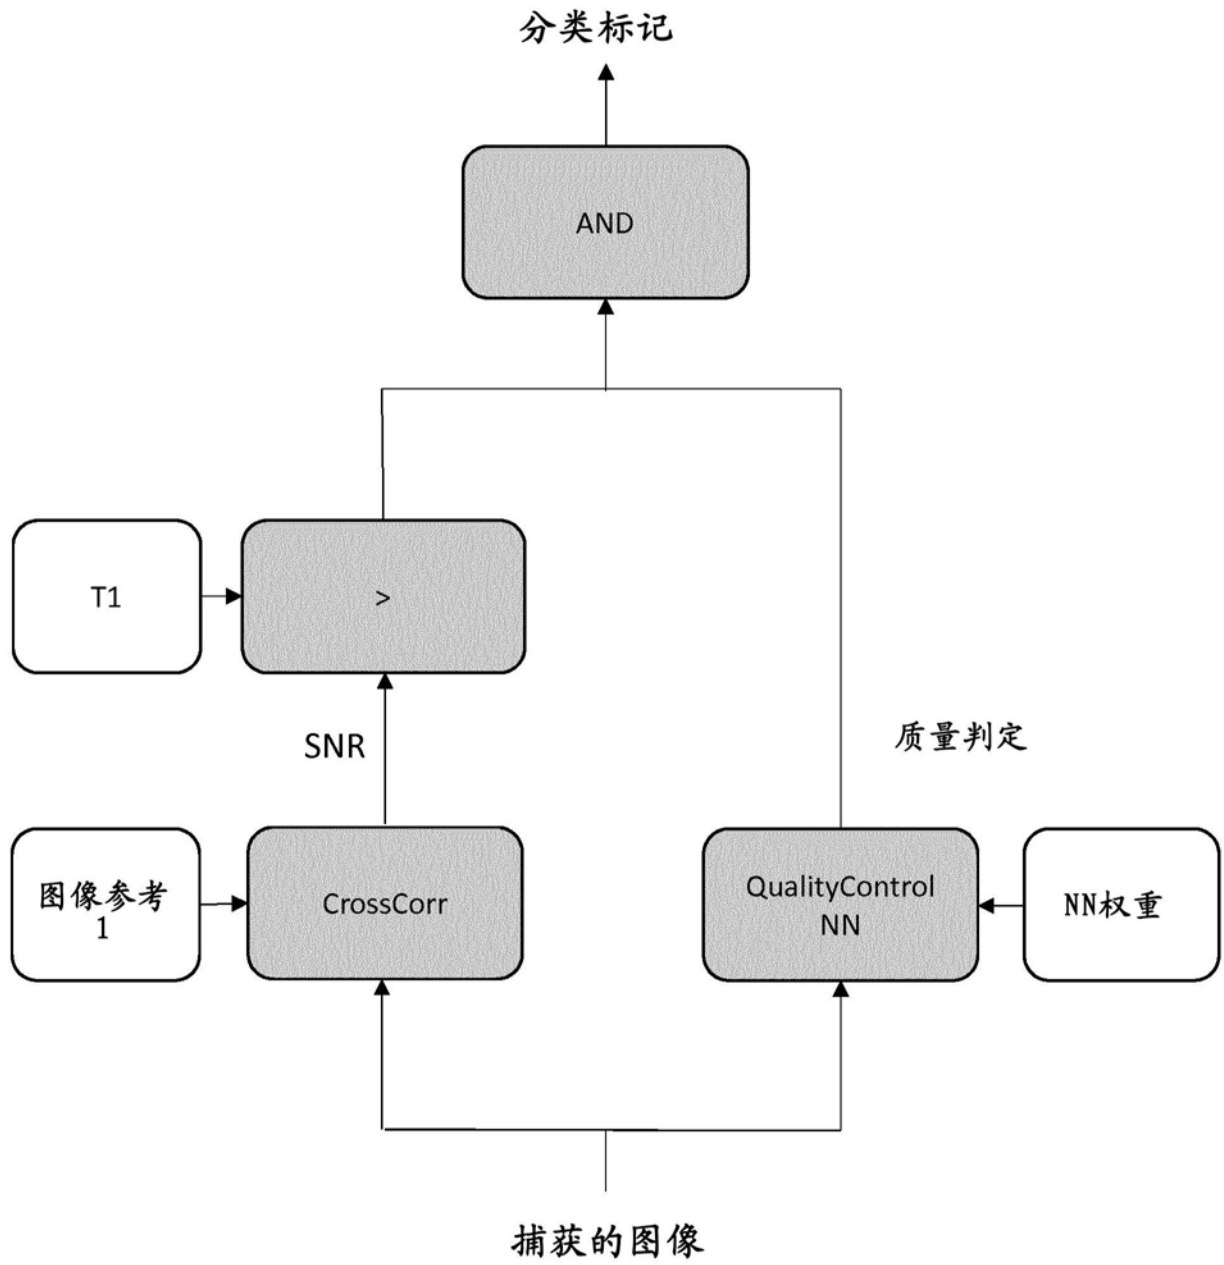 分类标记
AND
T1
>
SNR
质量判定
图像参考
1
CrossCorr
QualityControl
NN
NN权重
捕获的图像